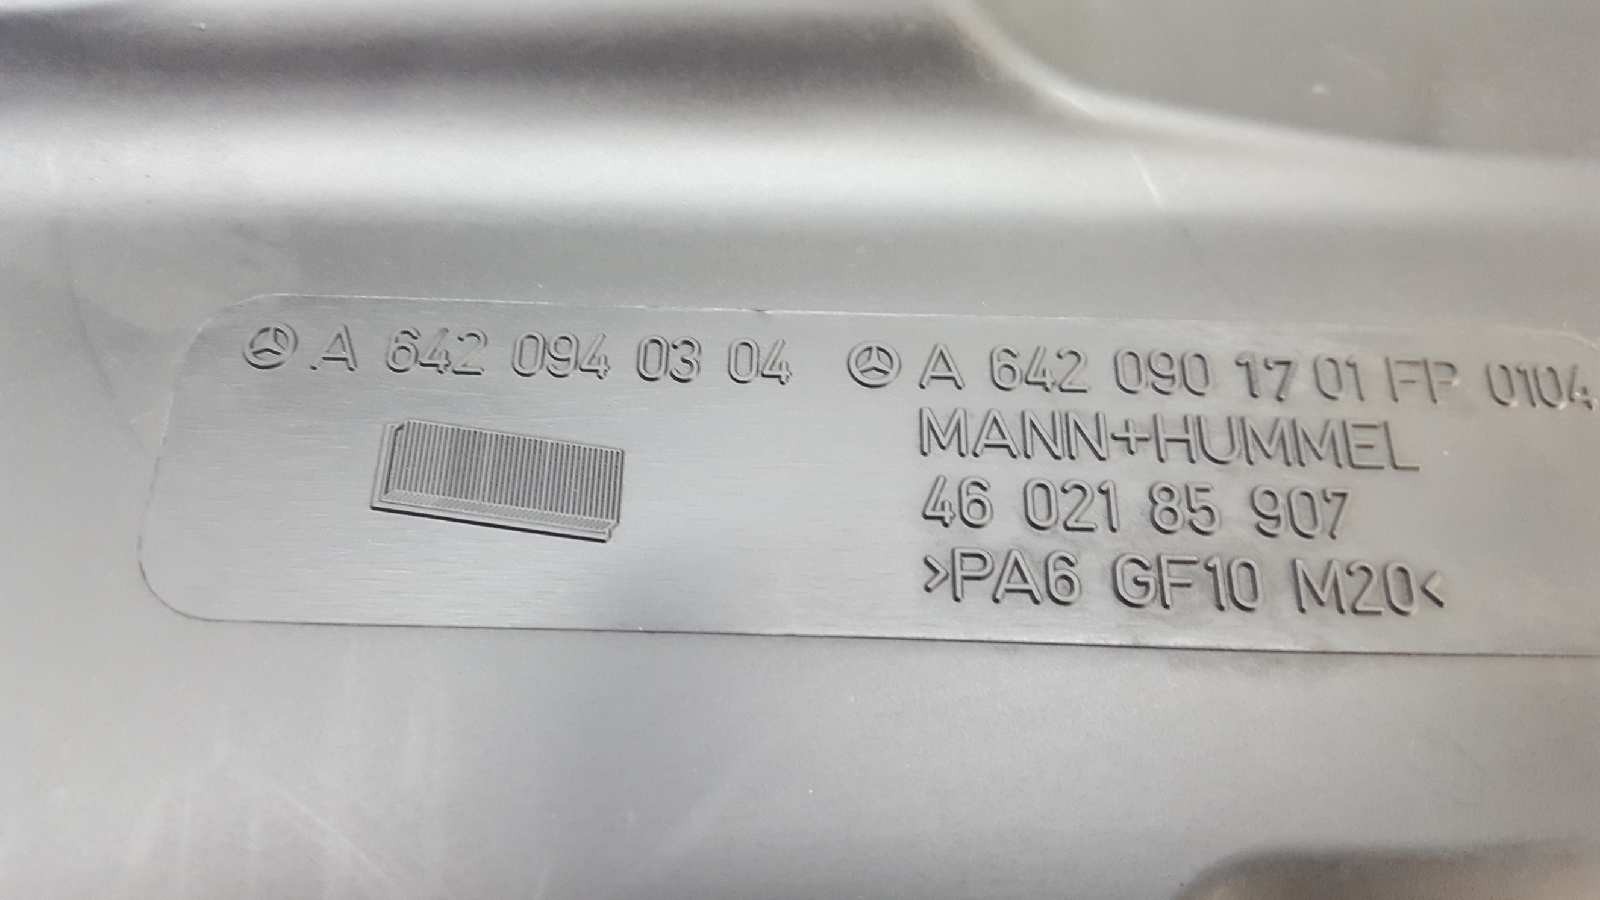 A 642 094 03 04
A 642 090 17 01 FP 0104
MANN+HUMMEL
46 021 85 907
>PA6 GF10 M20<